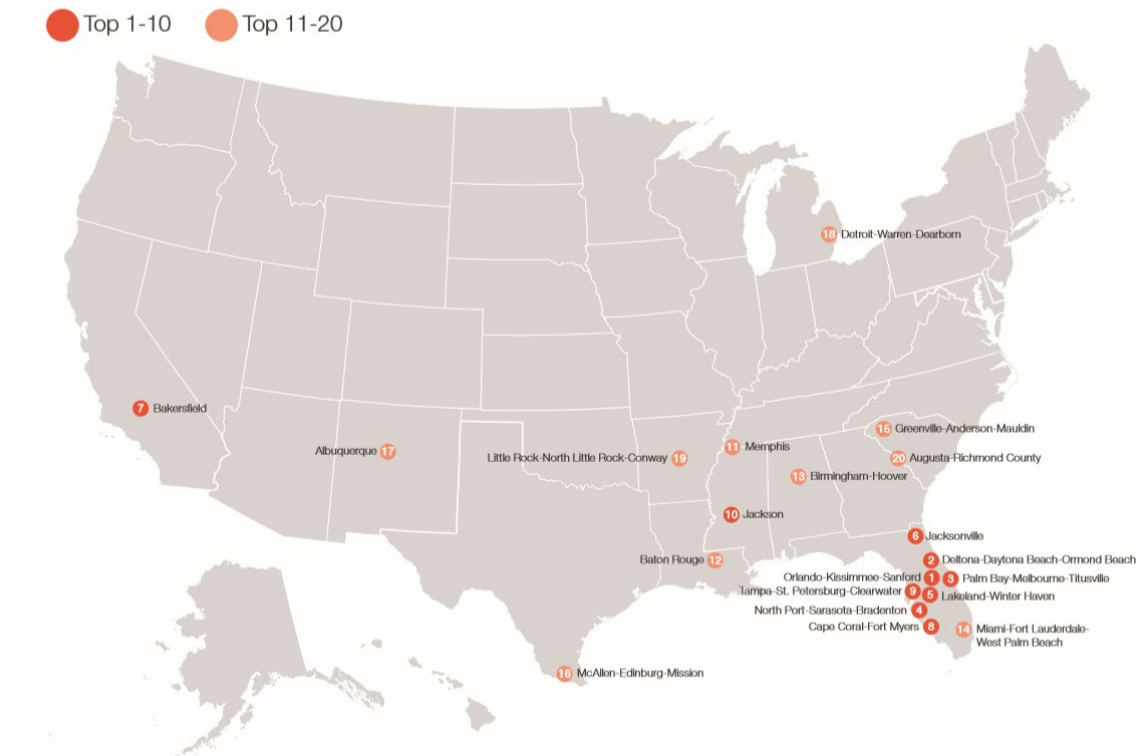 Top 1-10 Top 11-20
18 Detroit-Warren-Dearborn
7 Bakersfield
15 Greenville-Anderson-Mauldin
11 Memphis
Albuquerque 17
Little Rock-North Little Rock-Conway 19
20 Augusta-Richmond County
13 Birmingham-Hoover
10 Jackson
6 Jacksonville
Baton Rouge 12
2 Deltona-Daytona Beach-Ormond Beach
Orlando-Kissimmee-Sanford 1
3 Palm Bay-Melbourne-Titusville
Tampa-St. Petersburg-Clearwater 9
5 Lakeland-Winter Haven
North Port-Sarasota-Bradenton 4
Cape Coral-Fort Myers 8
14 Miami-Fort Lauderdale-
West Palm Beach
16 McAllen-Edinburg-Mission